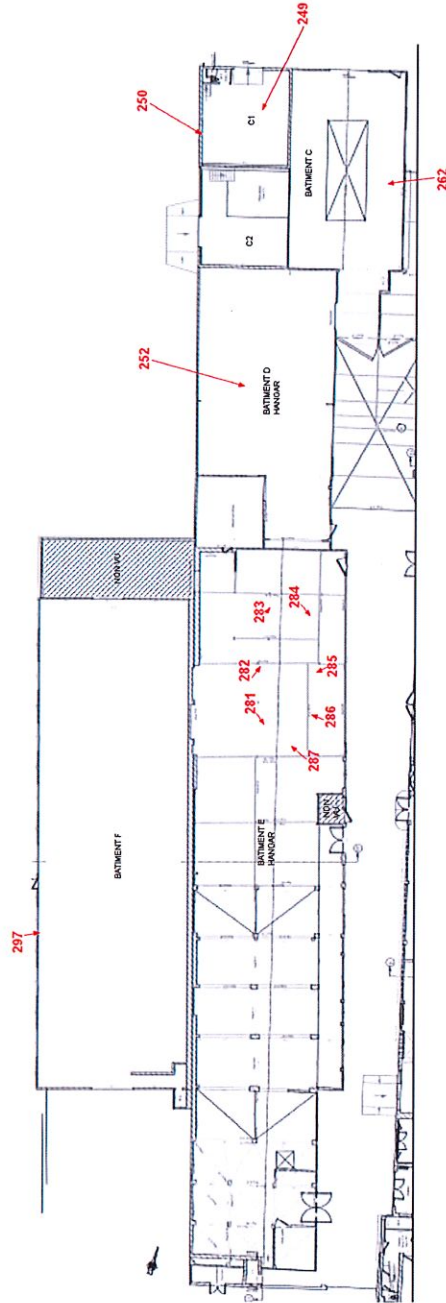 249
250
C1
BATIMENT C
262
C2
252
BATIMENT D
HANGAR
NON VU
283
284
282
285
281
286
287
NON
VU
BATIMENT E
HANGAR
BATIMENT F
297